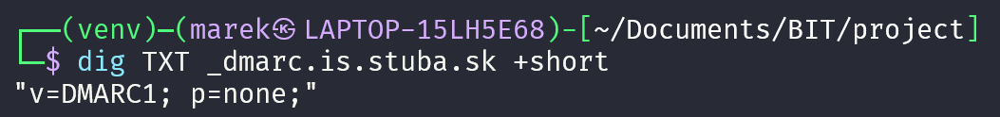 ┌──(venv)─(marek㉿LAPTOP-15LH5E68)-[~/Documents/BIT/project]
└─$ dig TXT _dmarc.is.stuba.sk +short
"v=DMARC1; p=none;"